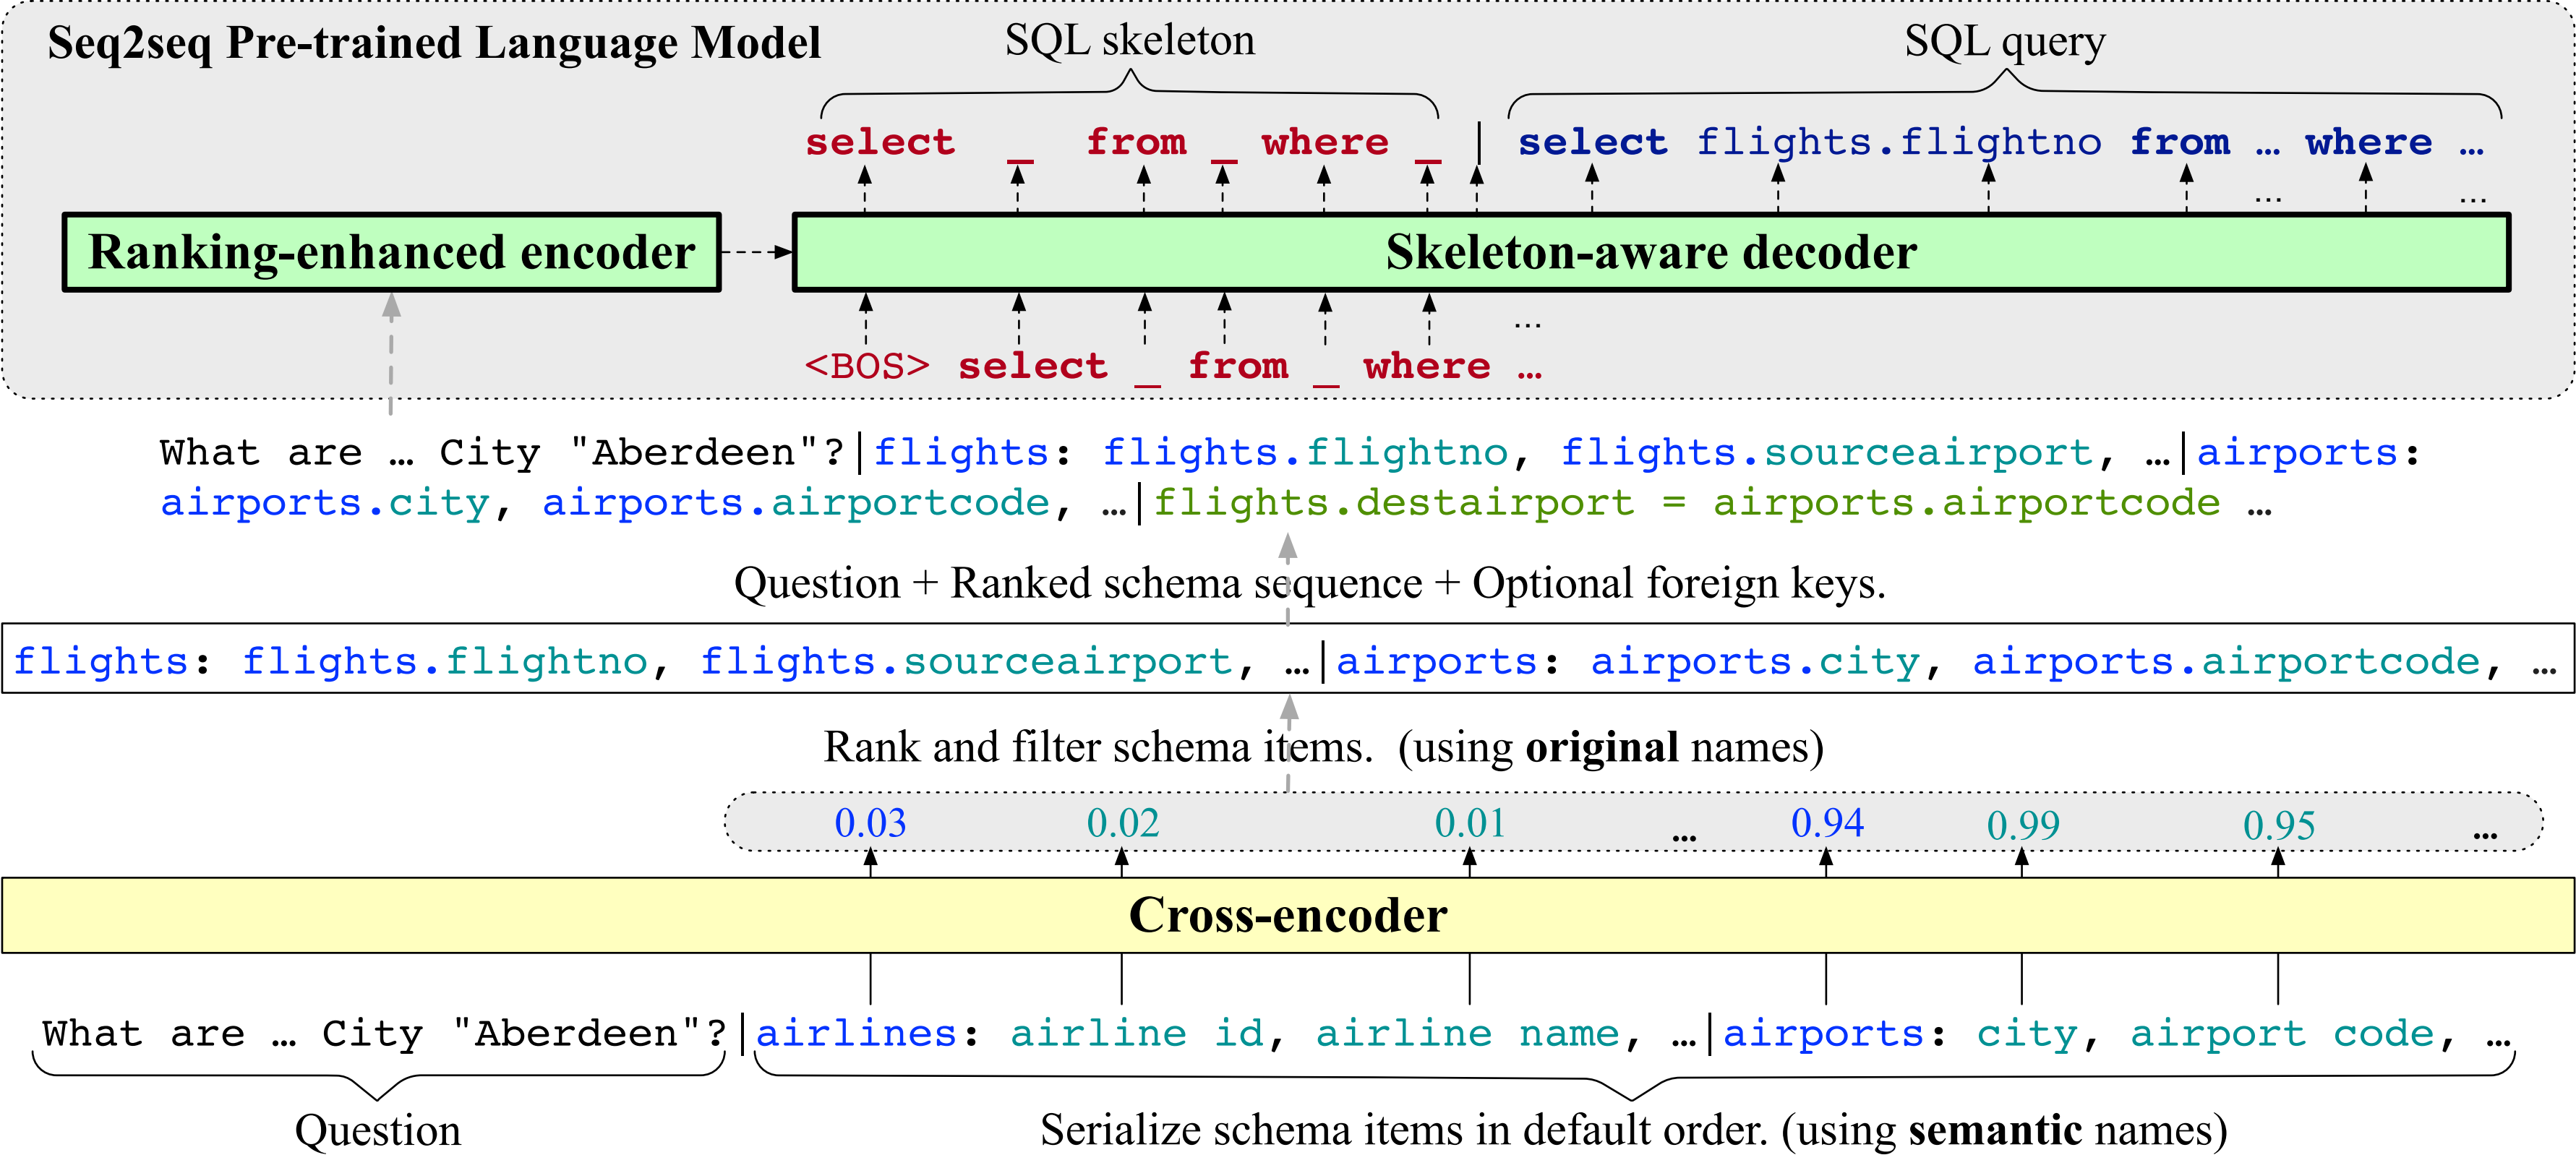 Seq2seq Pre-trained Language Model
SQL skeleton
SQL query
select _ from _ where _ | select flights.flightno from … where …
... ...
Ranking-enhanced encoder
Skeleton-aware decoder
...
<BOS> select _ from _ where …
What are … City "Aberdeen"?|flights: flights.flightno, flights.sourceairport, …|airports:
airports.city, airports.airportcode, …|flights.destairport = airports.airportcode …
Question + Ranked schema sequence + Optional foreign keys.
flights: flights.flightno, flights.sourceairport, …|airports: airports.city, airports.airportcode, …
Rank and filter schema items. (using original names)
0.03 0.02 0.01 … 0.94 0.99 0.95 …
Cross-encoder
What are … City "Aberdeen"?|airlines: airline id, airline name, …|airports: city, airport code, …
Question
Serialize schema items in default order. (using semantic names)